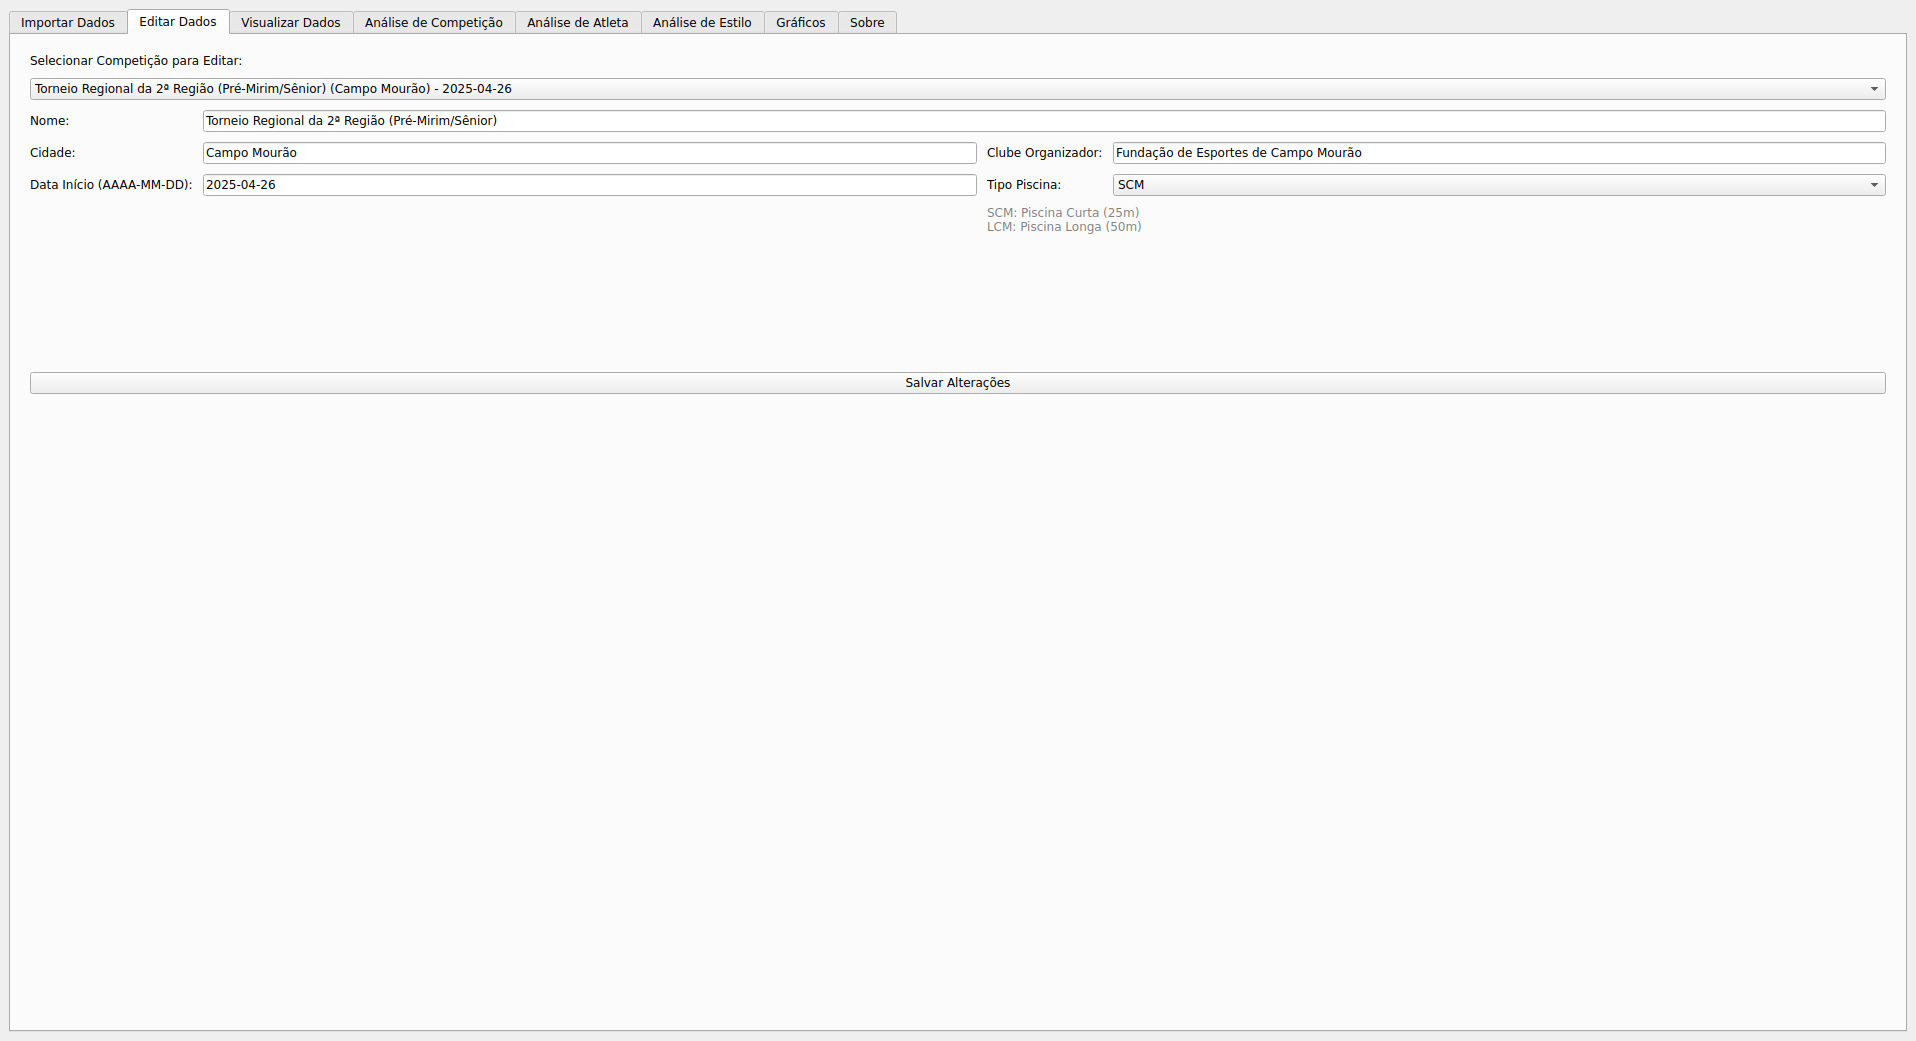 Importar Dados Editar Dados Visualizar Dados Análise de Competição Análise de Atleta Análise de Estilo Gráficos Sobre
Selecionar Competição para Editar:
Torneio Regional da 2ª Região (Pré-Mirim/Sênior) (Campo Mourão) - 2025-04-26
Nome: Torneio Regional da 2ª Região (Pré-Mirim/Sênior)
Cidade: Campo Mourão Clube Organizador: Fundação de Esportes de Campo Mourão
Data Início (AAAA-MM-DD): 2025-04-26 Tipo Piscina: SCM
SCM: Piscina Curta (25m)
LCM: Piscina Longa (50m)
Salvar Alterações